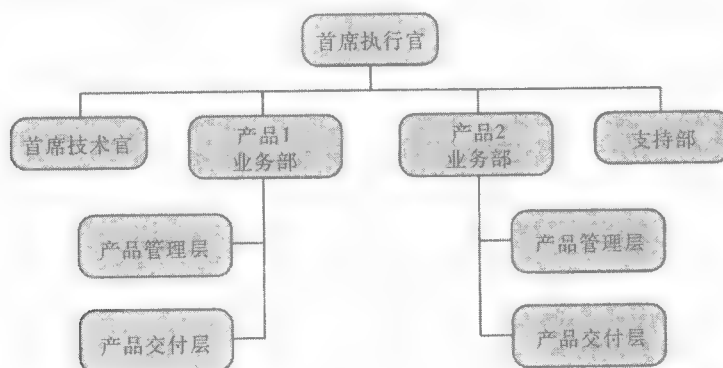 首席执行官
首席技术官
产品1
业务部
产品2
业务部
支持部
产品管理层
产品管理层
产品交付层
产品交付层